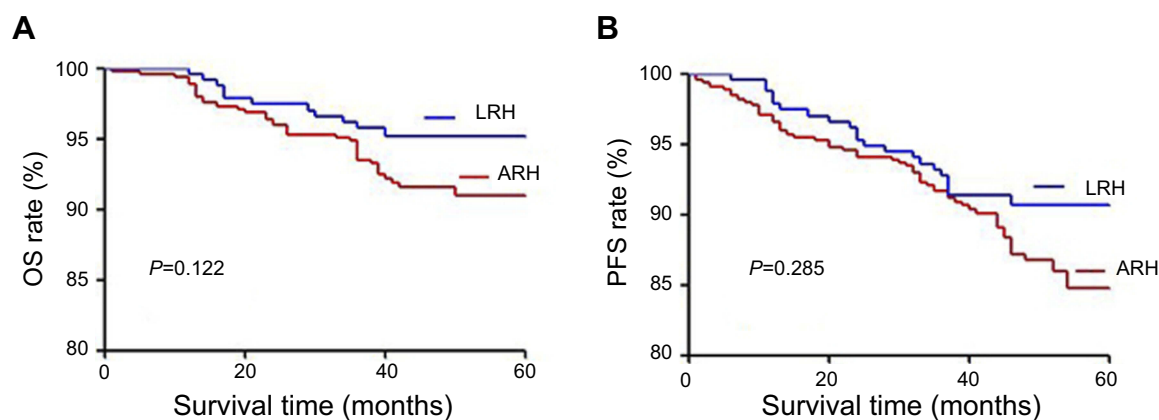 A
100
95
90
85
80
OS rate (%)
LRH
ARH
P=0.122
0
20
40
60
Survival time (months)
B
100
95
90
85
80
PFS rate (%)
LRH
ARH
P=0.285
0
20
40
60
Survival time (months)